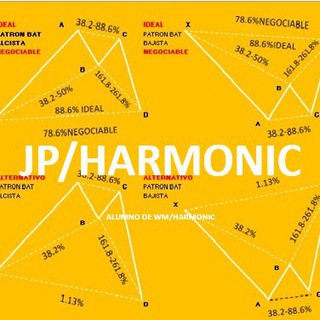 IDEAL
PATRON BAT
ALCISTA
NEGOCIABLE
A
38.2-88.6%
C
B
38.2-50%
161.8-261.8%
88.6% IDEAL
78.6%NEGOCIABLE
D
IDEAL
PATRON BAT
BAJISTA
NEGOCIABLE
X
78.6%NEGOCIABLE
88.6%IDEAL
38.2-50%
161.8-261.8%
B
A
38.2-88.6%
JP/HARMONIC
ALUMNO DE WM/HARMONIC
ALTERNATIVO
PATRON BAT
ALCISTA
A
38.2-88.6%
C
B
38.2%
161.8-261.8%
1.13%
D
ALTERNATIVO
PATRON BAT
BAJISTA
X
1.13%
38.2%
161.8-261.8%
B
A
C
38.2-88.6%